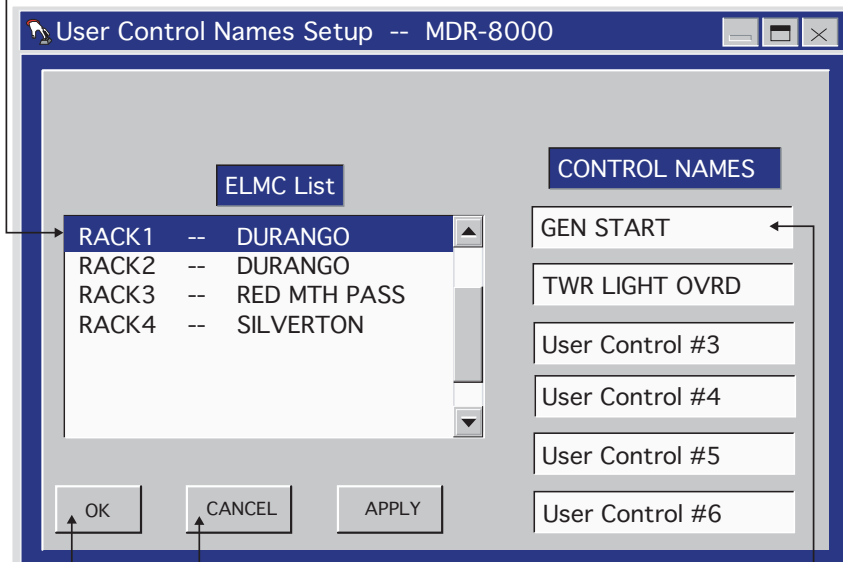 User Control Names Setup -- MDR-8000
ELMC List
RACK1 -- DURANGO
RACK2 -- DURANGO
RACK3 -- RED MTH PASS
RACK4 -- SILVERTON
OK
CANCEL
APPLY
CONTROL NAMES
GEN START
TWR LIGHT OVRD
User Control #3
User Control #4
User Control #5
User Control #6